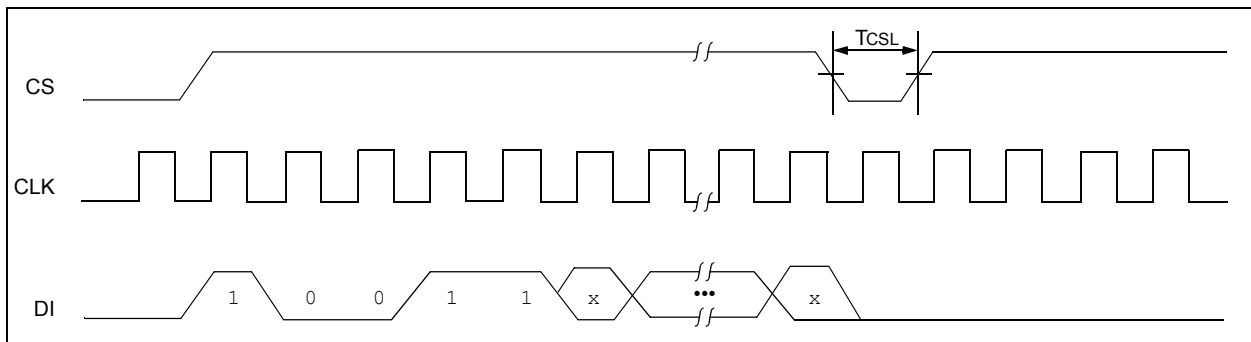 TCSL
CS
CLK
DI 1 0 0 1 1 x ••• x